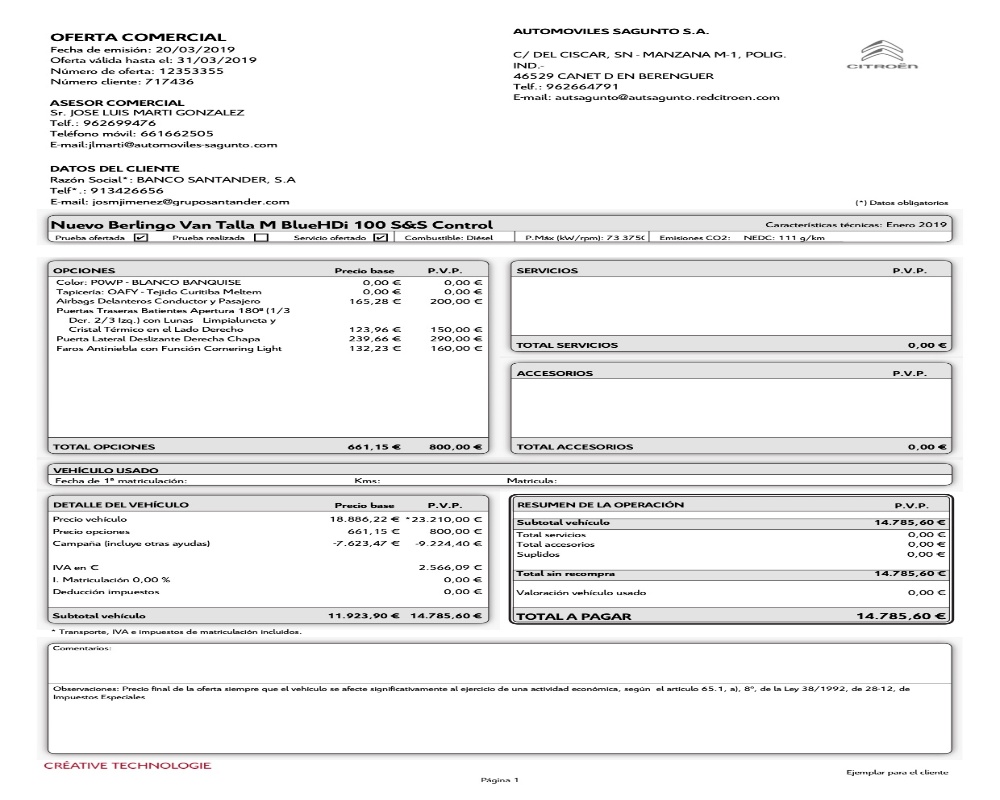 OFERTA COMERCIAL
Fecha de emisión: 20/03/2019
Oferta válida hasta el: 31/03/2019
Número de oferta: 12353355
Número cliente: 717436
ASESOR COMERCIAL
Sr. JOSE LUIS MARTI GONZALEZ
Telf.: 962699476
Teléfono móvil: 661662505
E-mail:jlmarti@automoviles-sagunto.com
DATOS DEL CLIENTE
Razón Social*: BANCO SANTANDER, S.A
Telf*.: 913426656
E-mail: josmjimenez@gruposantander.com
AUTOMOVILES SAGUNTO S.A.
C/ DEL CISCAR, SN - MANZANA M-1, POLIG.
IND.-
46529 CANET D EN BERENGUER
Telf.: 962664791
E-mail: autsagunto@autsagunto.redcitroen.com
CITROËN
(*) Datos obligatorios
Nuevo Berlingo Van Talla M BlueHDi 100 S&S Control Características técnicas: Enero 2019
Prueba ofertada Prueba realizada Servicio ofertado Combustible: Diésel P.Máx (kW/rpm): 73 3750 Emisiones CO2: NEDC: 111 g/km
OPCIONES Precio base P.V.P.
Color: P0WP - BLANCO BANQUISE 0,00 € 0,00 €
Tapicería: OAFY - Tejido Curitiba Meltem 0,00 € 0,00 €
Airbags Delanteros Conductor y Pasajero 165,28 € 200,00 €
Puertas Traseras Batientes Apertura 180º (1/3
Der. 2/3 Izq.) con Lunas Limpialuneta y
Cristal Térmico en el Lado Derecho 123,96 € 150,00 €
Puerta Lateral Deslizante Derecha Chapa 239,66 € 290,00 €
Faros Antiniebla con Función Cornering Light 132,23 € 160,00 €
TOTAL OPCIONES 661,15 € 800,00 €
SERVICIOS P.V.P.
TOTAL SERVICIOS 0,00 €
ACCESORIOS P.V.P.
TOTAL ACCESORIOS 0,00 €
VEHÍCULO USADO
Fecha de 1ª matriculación: Kms: Matrícula:
DETALLE DEL VEHÍCULO Precio base P.V.P.
Precio vehículo 18.886,22 € *23.210,00 €
Precio opciones 661,15 € 800,00 €
Campaña (incluye otras ayudas) -7.623,47 € -9.224,40 €
IVA en € 2.566,09 €
I. Matriculación 0,00 % 0,00 €
Deducción impuestos 0,00 €
Subtotal vehículo 11.923,90 € 14.785,60 €
RESUMEN DE LA OPERACIÓN P.V.P.
Subtotal vehículo 14.785,60 €
Total servicios 0,00 €
Total accesorios 0,00 €
Suplidos 0,00 €
Total sin recompra 14.785,60 €
Valoración vehículo usado 0,00 €
TOTAL A PAGAR 14.785,60 €
* Transporte, IVA e impuestos de matriculación incluidos.
Comentarios:
Observaciones: Precio final de la oferta siempre que el vehículo se afecte significativamente al ejercicio de una actividad económica, según el artículo 65.1, a), 8º, de la Ley 38/1992, de 28-12, de
Impuestos Especiales
CRÉATIVE TECHNOLOGIE
Página 1
Ejemplar para el cliente